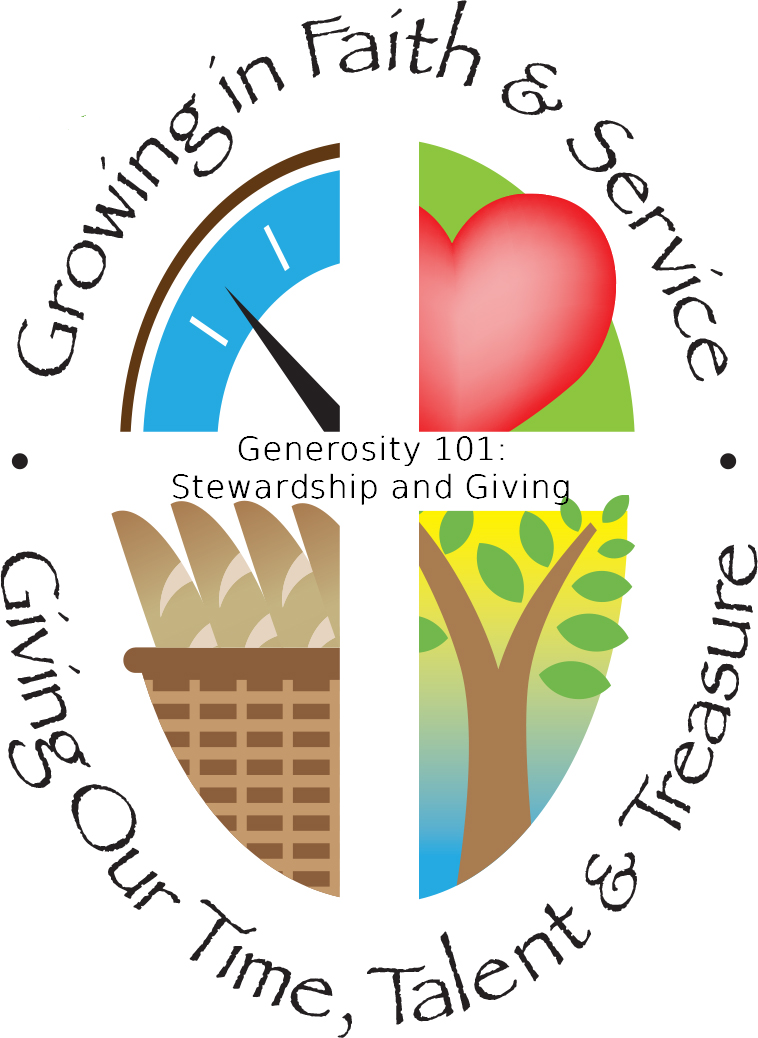 Growing in Faith & Service
Generosity 101:
Stewardship and Giving
Giving Our Time, Talent & Treasure